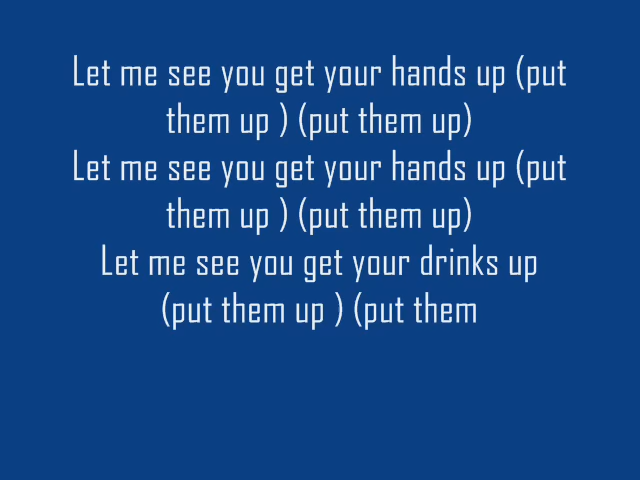 Let me see you get your hands up (put
them up ) (put them up)
Let me see you get your hands up (put
them up ) (put them up)
Let me see you get your drinks up
(put them up ) (put them